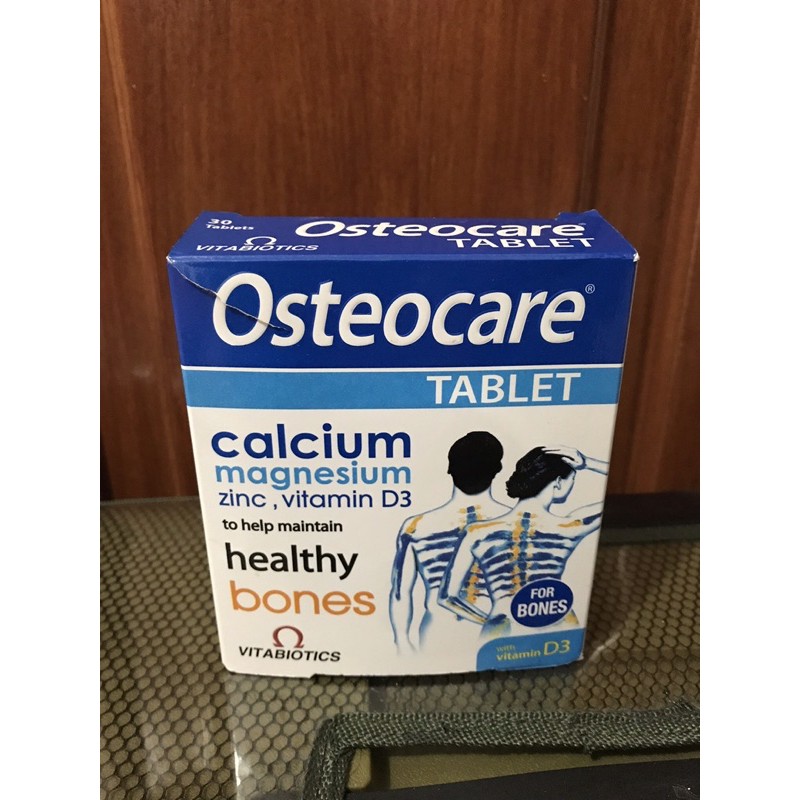 30
Tablets
VITABIOTICS
Osteocare
TABLET
Osteocare®
TABLET
calcium
magnesium
zinc, vitamin D3
to help maintain
healthy
bones
VITABIOTICS
FOR
BONES
with
vitamin D3